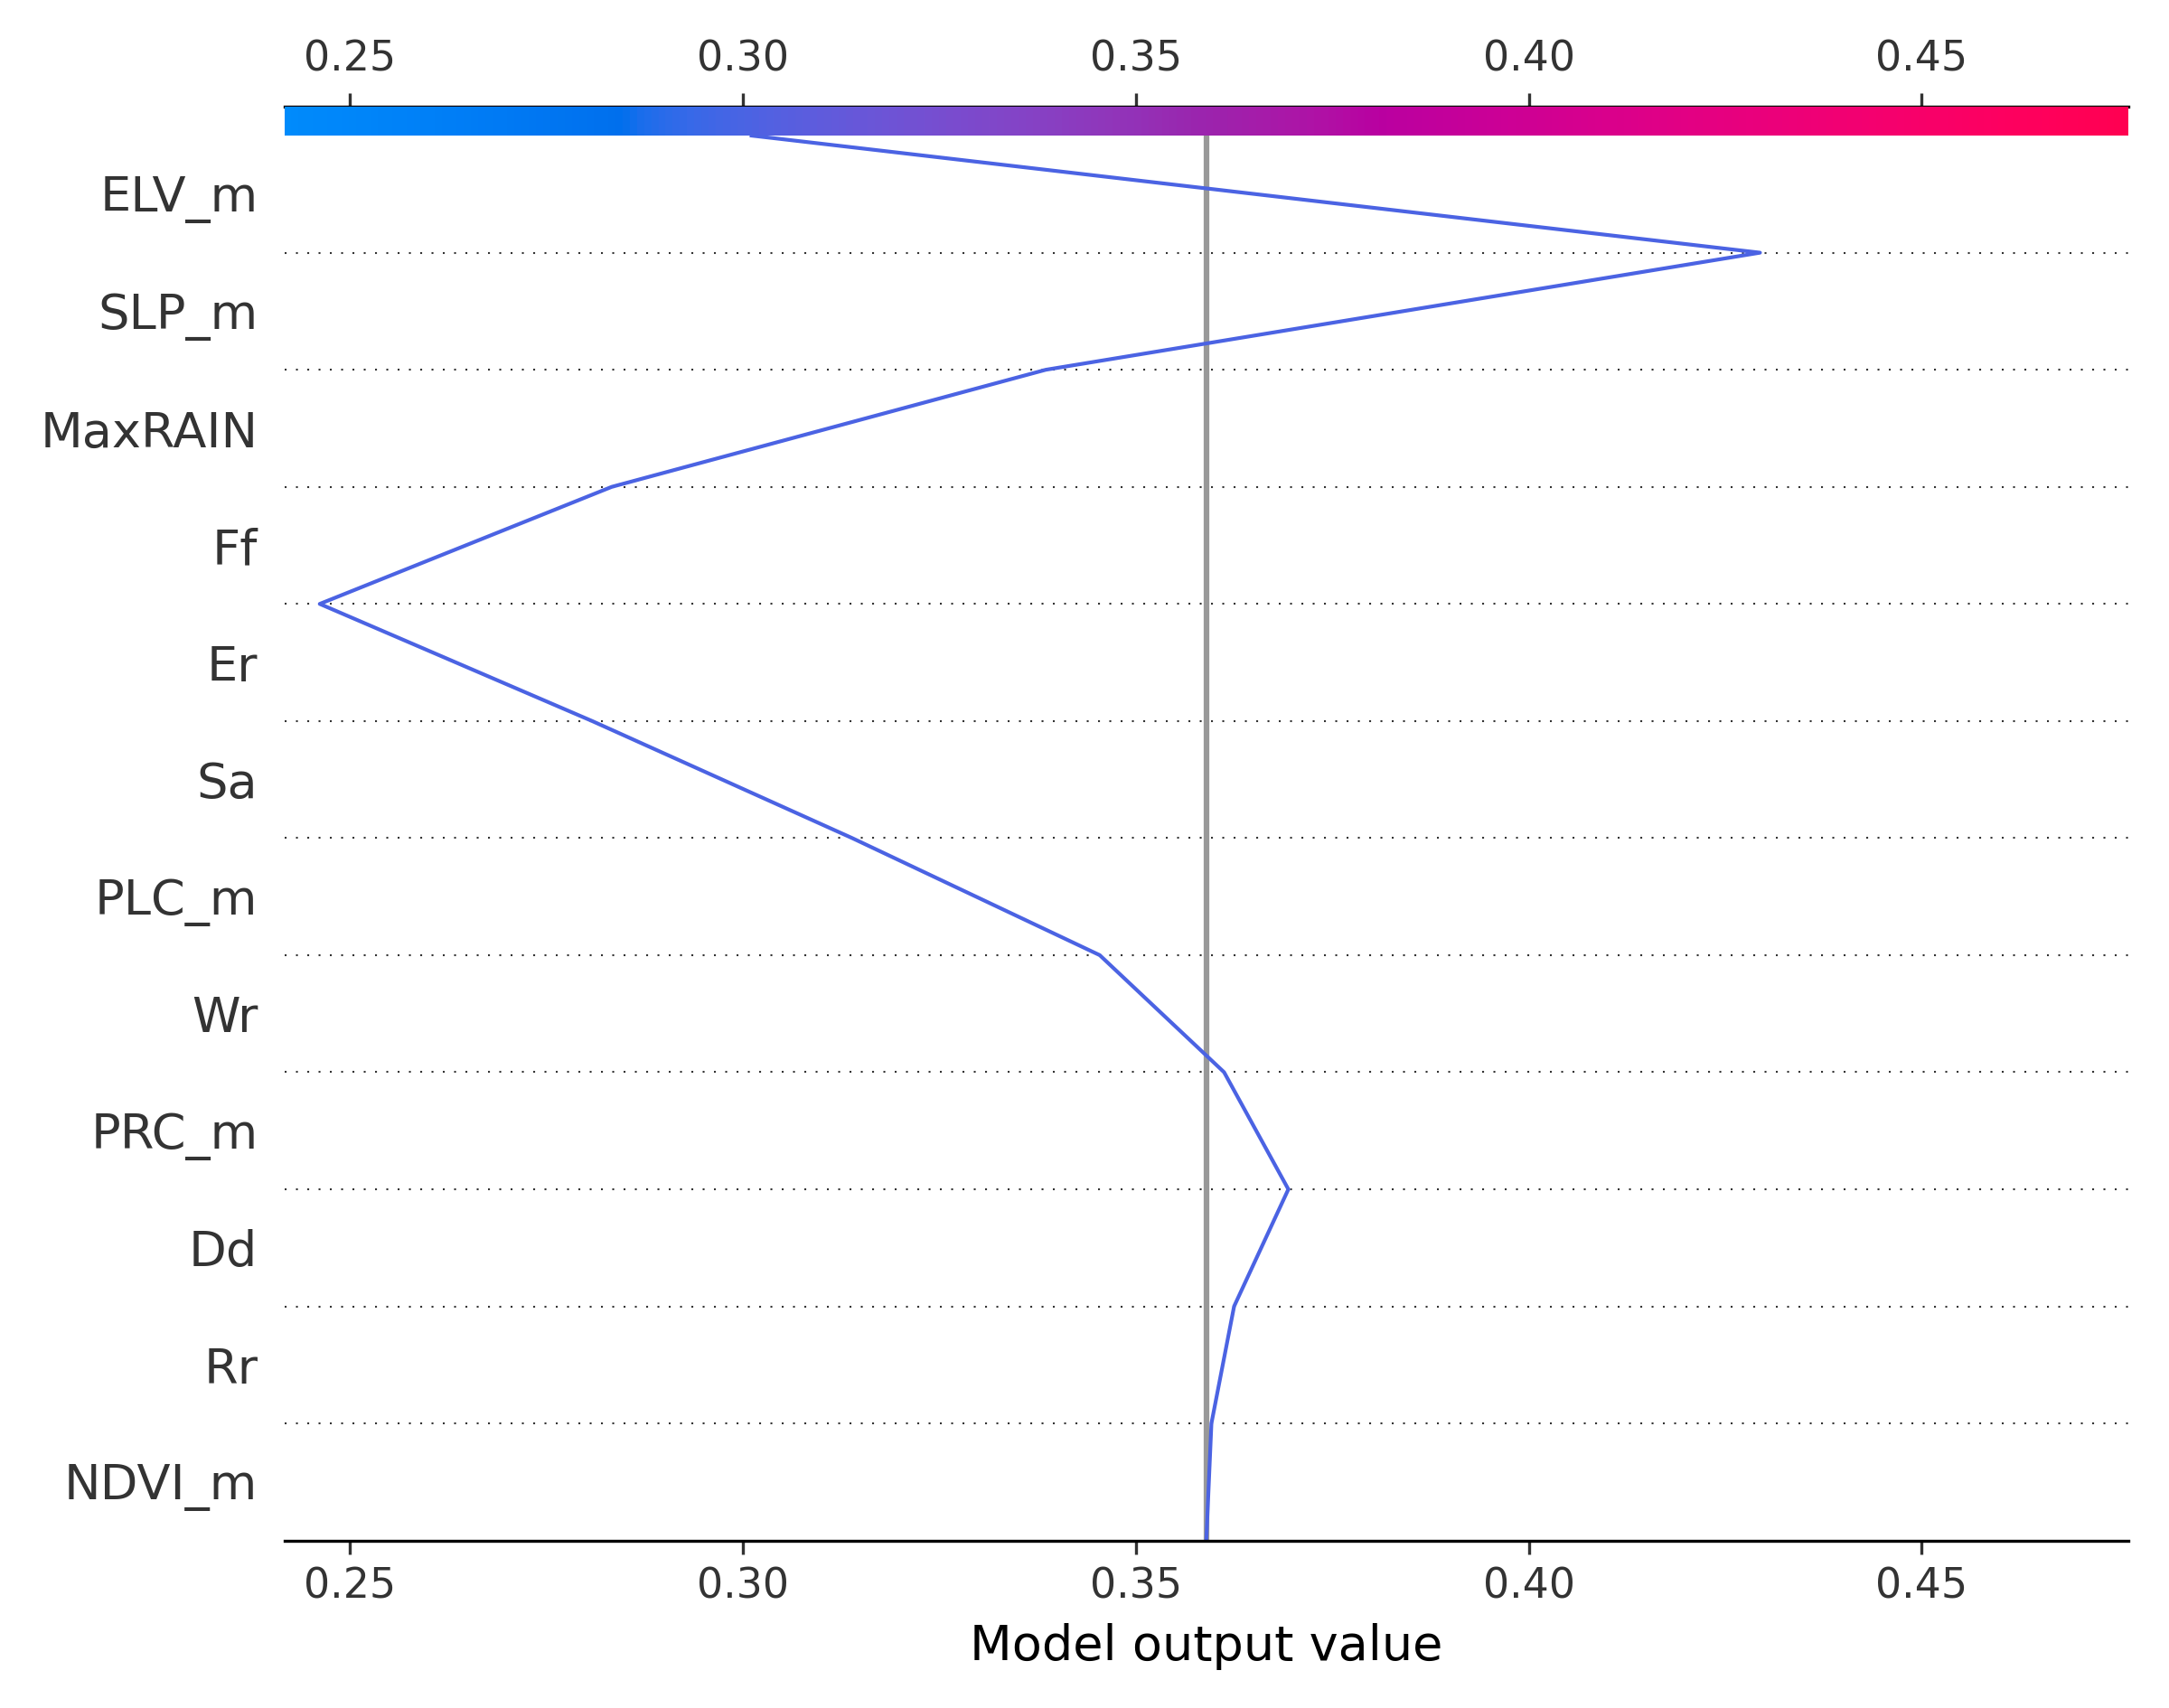 0.25 0.30 0.35 0.40 0.45
ELV_m
SLP_m
MaxRAIN
Ff
Er
Sa
PLC_m
Wr
PRC_m
Dd
Rr
NDVI_m
0.25 0.30 0.35 0.40 0.45
Model output value